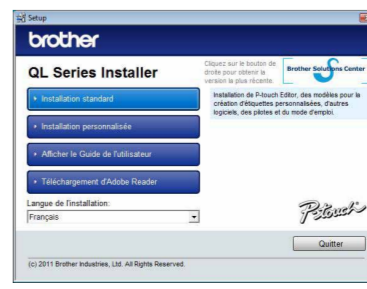 Setup
brother
QL Series Installer
Cliquez sur le bouton de
droite pour obtenir la
version la plus récente.
Brother Solutions Center
Installation standard
Installation de P-touch Editor, des modèles pour la
création d'étiquettes personnalisées, d'autres
logiciels, des pilotes et du mode d'emploi.
Installation personnalisée
Afficher le Guide de l'utilisateur
Téléchargement d'Adobe Reader
Langue de l'installation:
Français
P-touch
Quitter
(c) 2011 Brother Industries, Ltd. All Rights Reserved.